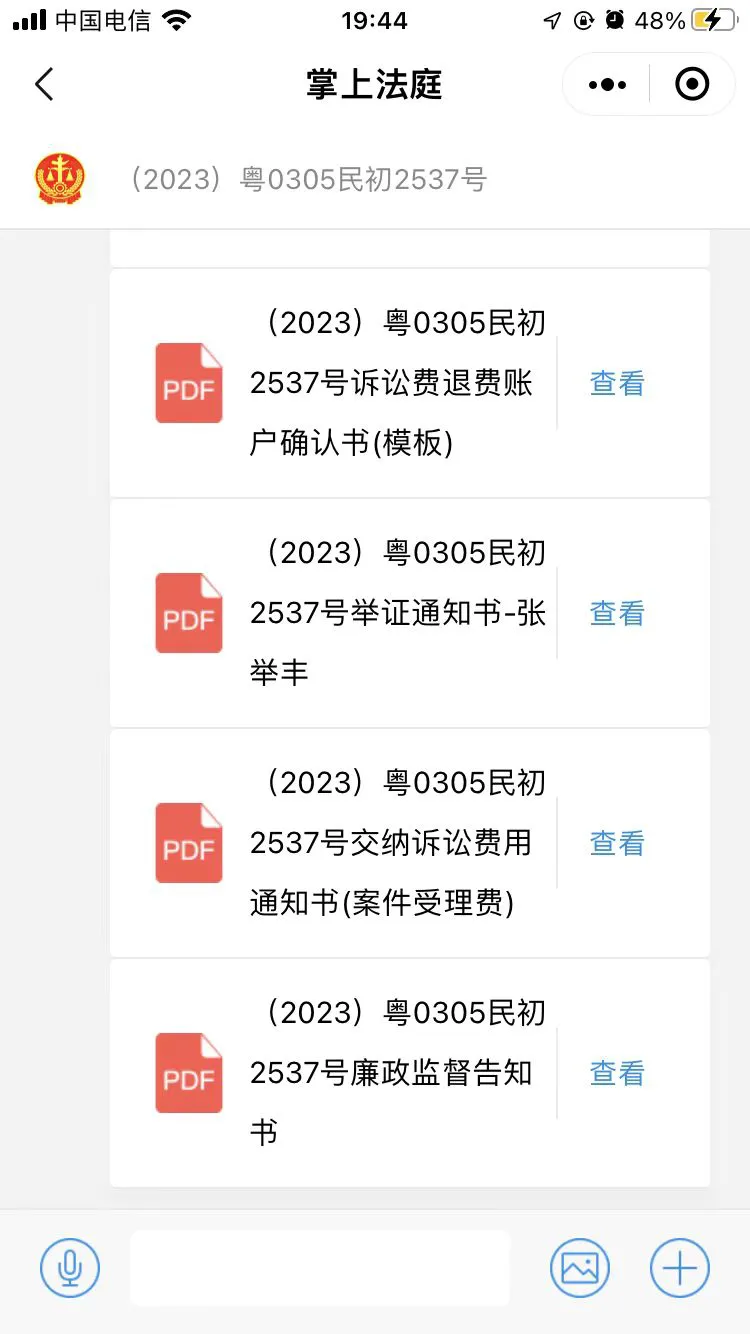 中国电信 19:44 48%
掌上法庭
（2023）粤0305民初2537号
（2023）粤0305民初
2537号诉讼费退费账
户确认书(模板)
PDF
查看
（2023）粤0305民初
2537号举证通知书-张
举丰
PDF
查看
（2023）粤0305民初
2537号交纳诉讼费用
通知书(案件受理费)
PDF
查看
（2023）粤0305民初
2537号廉政监督告知
书
PDF
查看